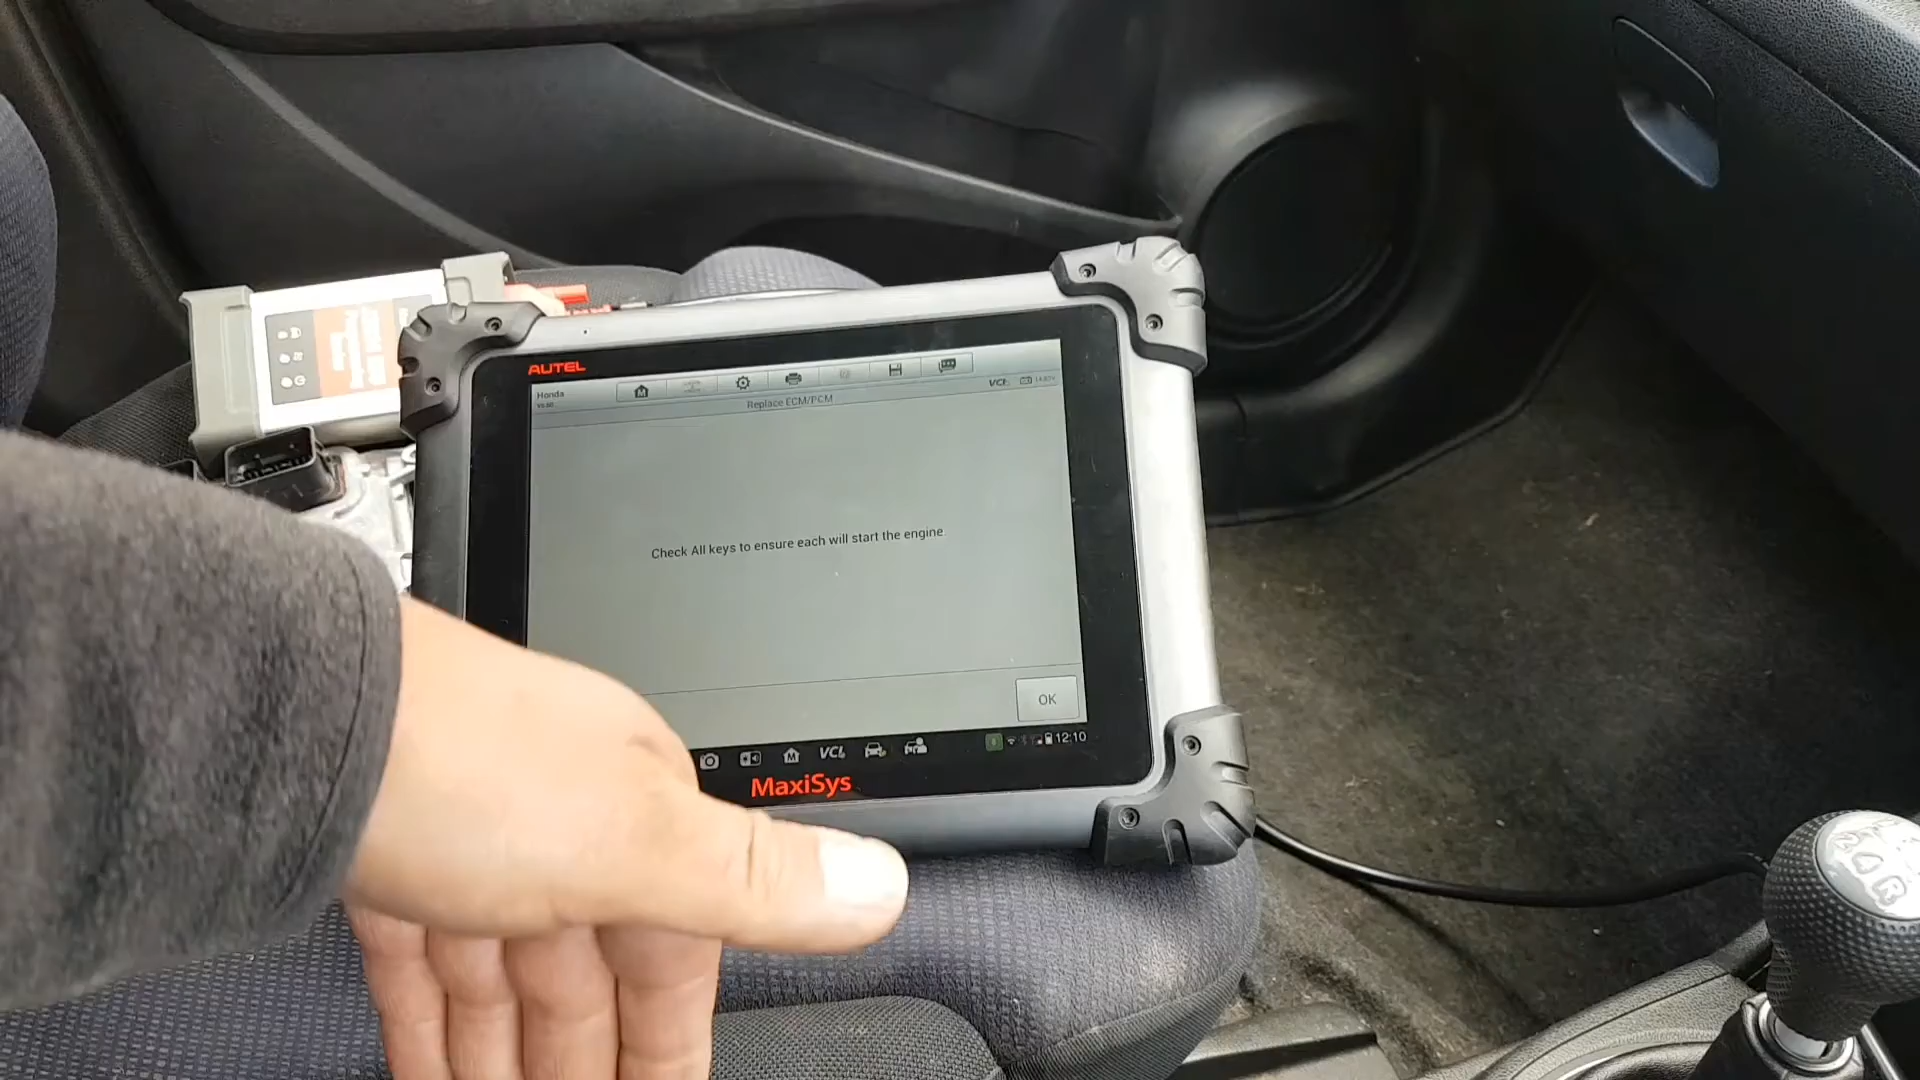 AUTEL
Honda
Replace ECM/PCM
VCI
Check All keys to ensure each will start the engine
OK
VCI
12:10
MaxiSys
R